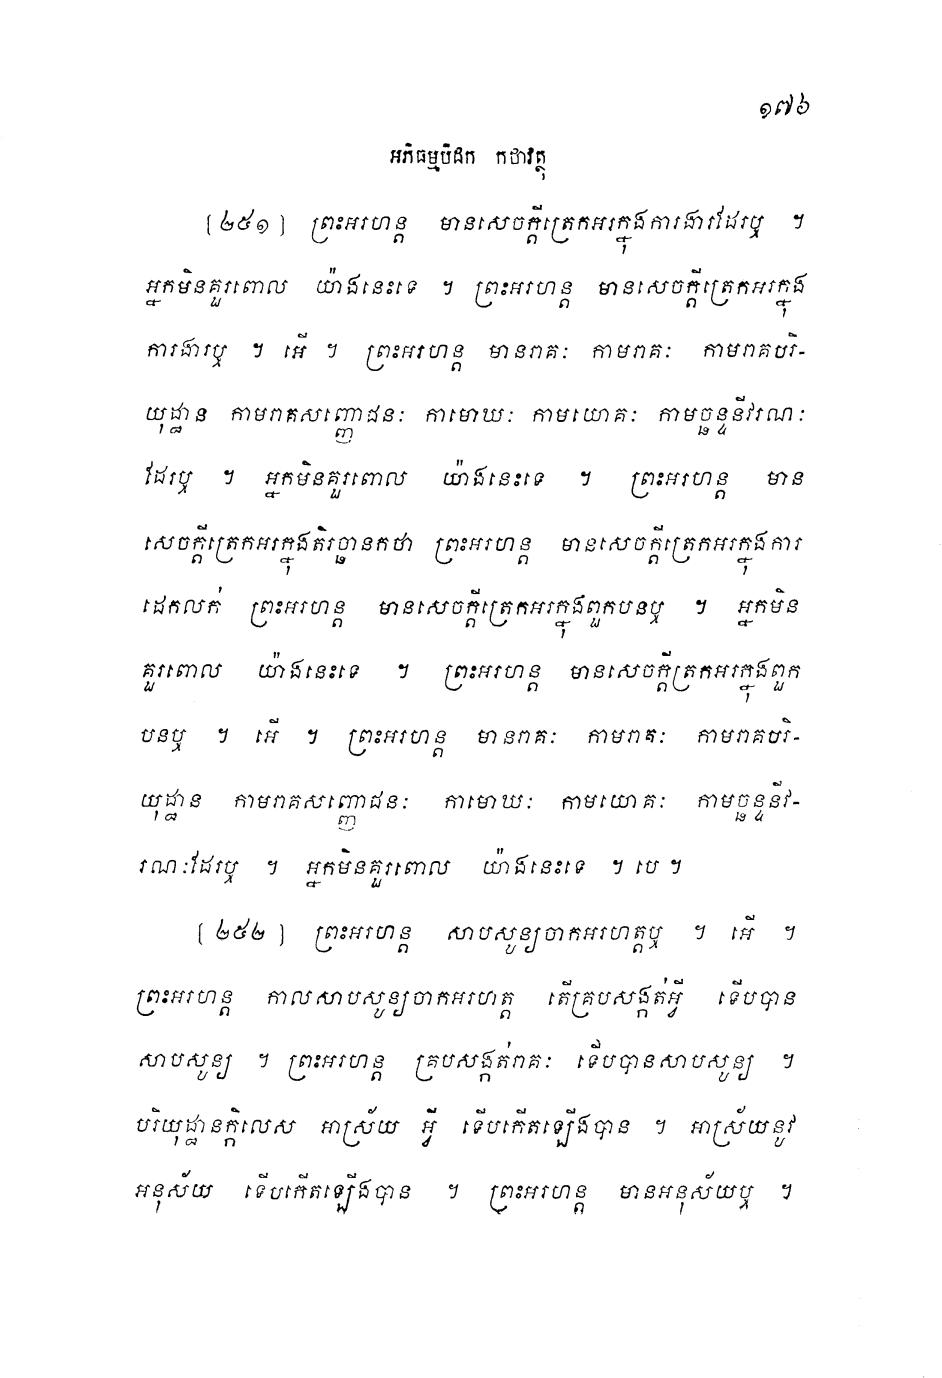 ១៧៦
អភិធម្មបិដក កថាវត្ថុ
[២៥១] ព្រះអរហន្ត មានសេចក្តីត្រេកអរក្នុងការងារដែរឬ ។
អ្នកមិនគួរពោល យ៉ាងនេះទេ ។ ព្រះអរហន្ត មានសេចក្តីត្រេកអរក្នុង
ការងារឬ ។ អើ ។ ព្រះអរហន្ត មានរាគៈ កាមរាគៈ កាមរាគបរិ-
យុដ្ឋាន កាមរាគសញ្ញោជនៈ កាមោឃៈ កាមយោគៈ កាមច្ឆន្ទនីវរណៈ
ដែរឬ ។ អ្នកមិនគួរពោល យ៉ាងនេះទេ ។ ព្រះអរហន្ត មាន
សេចក្តីត្រេកអរក្នុងតិរច្ឆានកថា ព្រះអរហន្ត មានសេចក្តីត្រេកអរក្នុងការ
ដេកលក់ ព្រះអរហន្ត មានសេចក្តីត្រេកអរក្នុងពួកបនឬ ។ អ្នកមិន
គួរពោល យ៉ាងនេះទេ ។ ព្រះអរហន្ត មានសេចក្តីត្រកអរក្នុងពួក
បនឬ ។ អើ ។ ព្រះអរហន្ត មានរាគៈ កាមរាគៈ កាមរាគបរិ-
យុដ្ឋាន កាមរាគសញ្ញោជនៈ កាមោឃៈ កាមយោគៈ កាមច្ឆន្ទនីវ-
រណៈដែរឬ ។ អ្នកមិនគួរពោល យ៉ាងនេះទេ ។ បេ ។
[២៥២] ព្រះអរហន្ត សាបសូន្យចាកអរហត្តឬ ។ អើ ។
ព្រះអរហន្ត កាលសាបសូន្យចាកអរហត្ត តើគ្របសង្កត់អ្វី ទើបបាន
សាបសូន្យ ។ ព្រះអរហន្ត គ្របសង្កត់រាគៈ ទើបបានសាបសូន្យ ។
បរិយុដ្ឋានក្តិលេស អាស្រ័យ អ្វី ទើបកើតឡើងបាន ។ អាស្រ័យនូវ
អនុស័យ ទើបកើតឡើងបាន ។ ព្រះអរហន្ត មានអនុស័យឬ ។